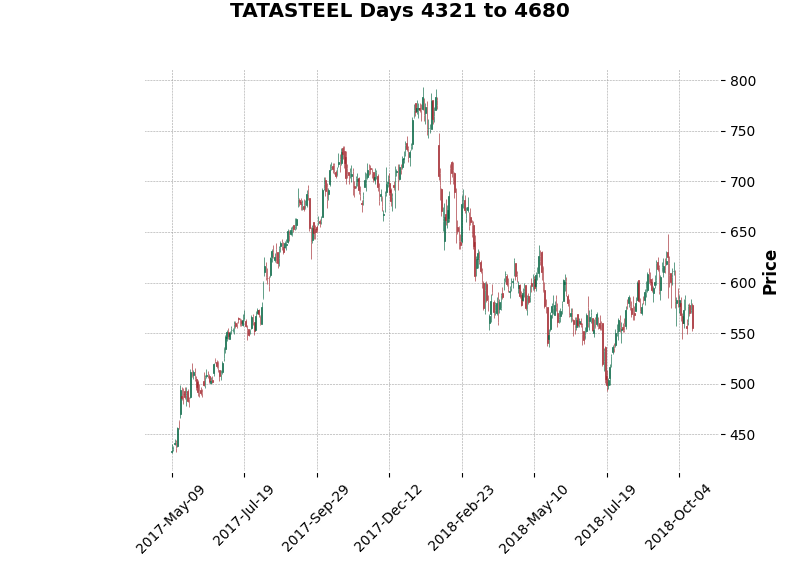 TATASTEEL Days 4321 to 4680
800
750
700
650
600
550
500
450
Price
2017-May-09
2017-Jul-19
2017-Sep-29
2017-Dec-12
2018-Feb-23
2018-May-10
2018-Jul-19
2018-Oct-04